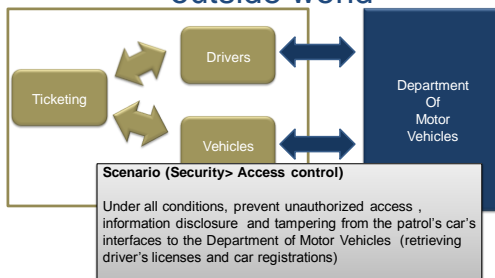 outside world
Drivers
Ticketing
Vehicles
Department
Of
Motor
Vehicles
Scenario (Security> Access control)
Under all conditions, prevent unauthorized access ,
information disclosure and tampering from the patrol's car's
interfaces to the Department of Motor Vehicles (retrieving
driver's licenses and car registrations)